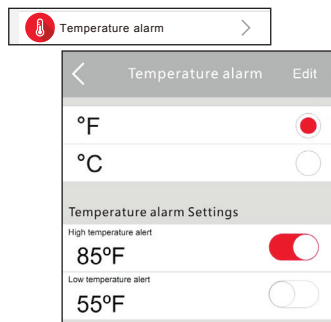 Temperature alarm
Temperature alarm Edit
°F
°C
Temperature alarm Settings
High temperature alert
85ºF
Low temperature alert
55ºF